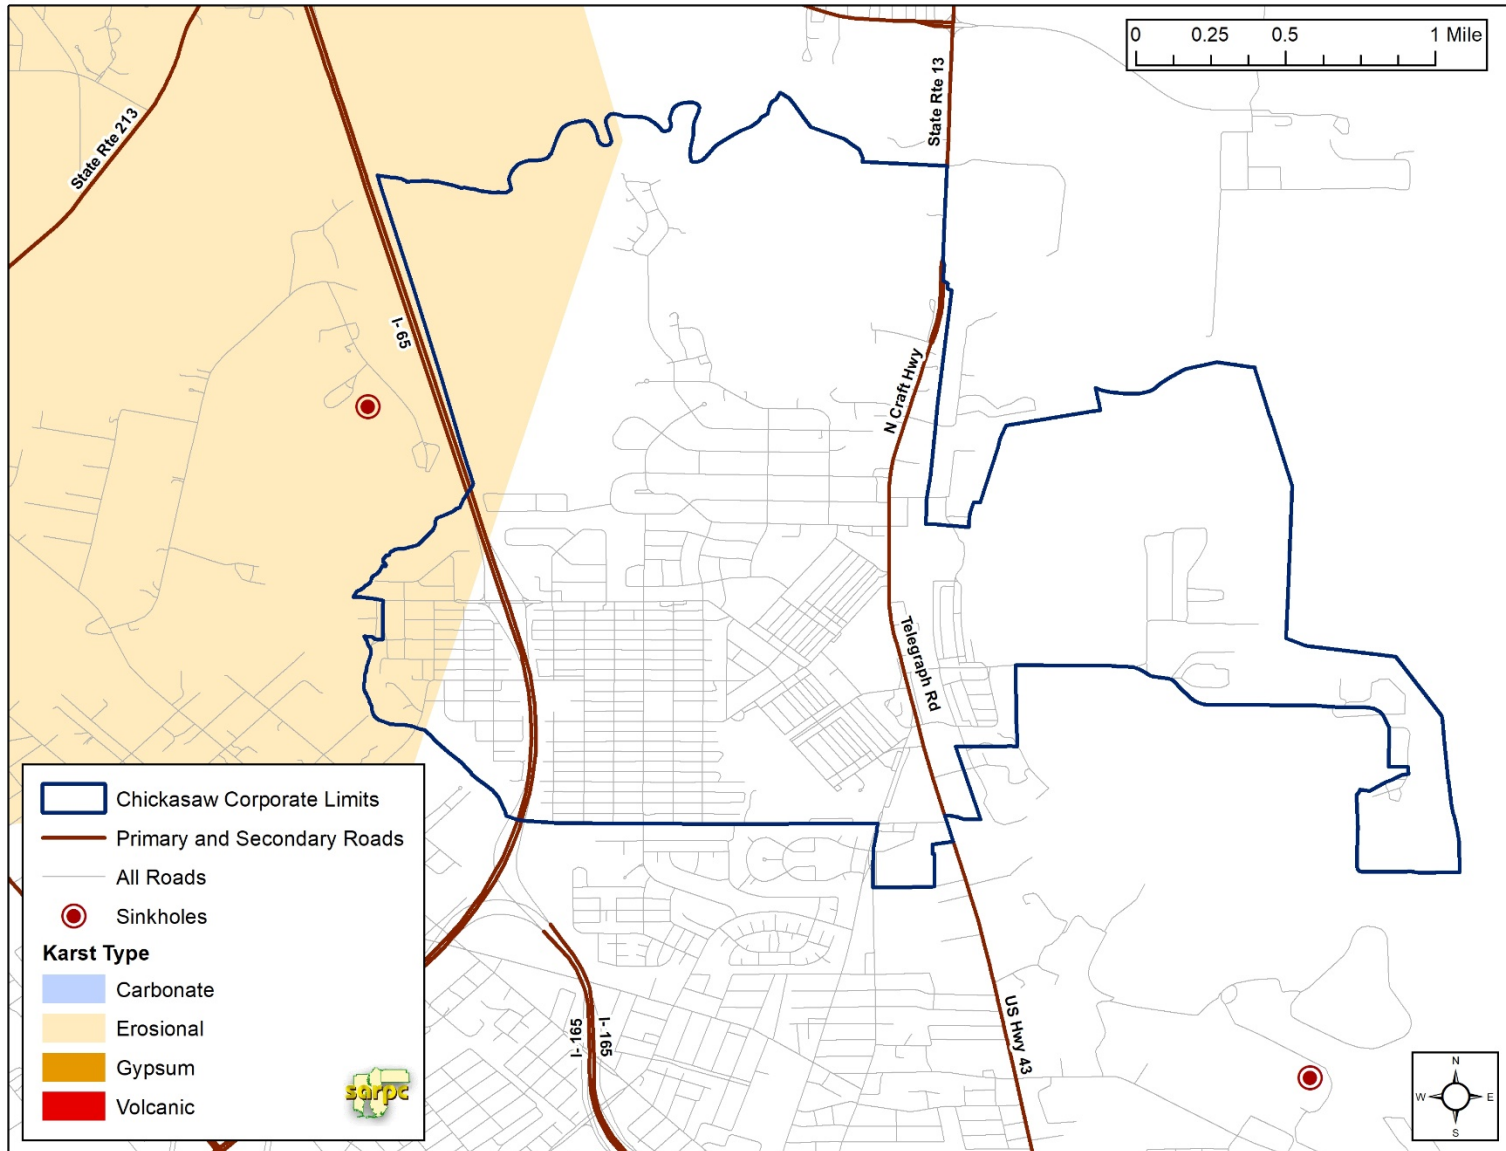 0 0.25 0.5 1 Mile
State Rte 13
State Rte 213
I- 65
N Craft Hwy
Telegraph Rd
Chickasaw Corporate Limits
Primary and Secondary Roads
All Roads
Sinkholes
Karst Type
Carbonate
Erosional
Gypsum
Volcanic
sarpc
I- 165
I- 165
US Hwy 43
N
W E
S